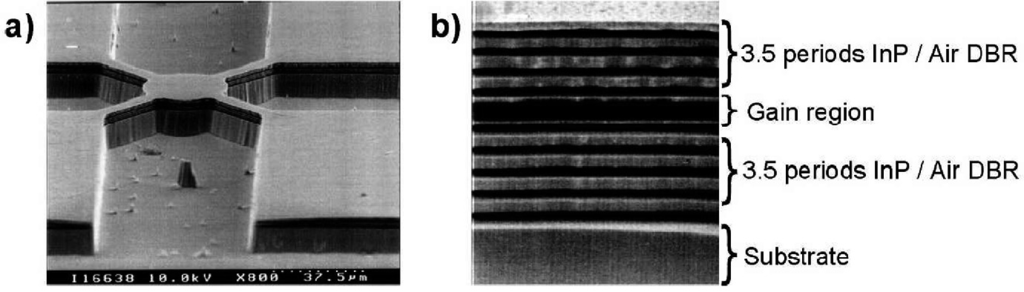 a)
b)
3.5 periods InP / Air DBR
Gain region
3.5 periods InP / Air DBR
Substrate
I16638 10.0kV X800 37.5µm